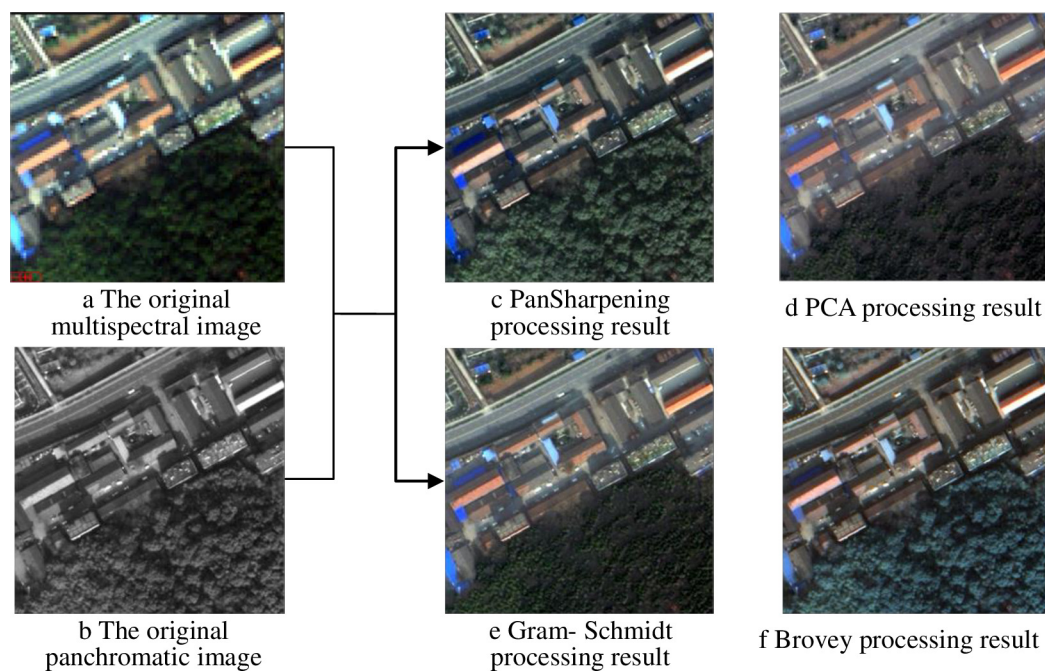 a The original
multispectral image
c PanSharpening
processing result
d PCA processing result
b The original
panchromatic image
e Gram- Schmidt
processing result
f Brovey processing result